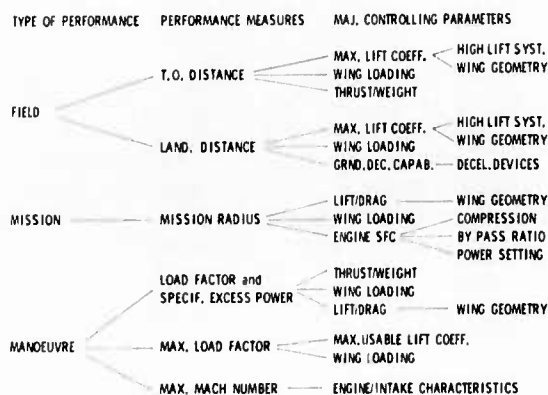 TYPE OF PERFORMANCE PERFORMANCE MEASURES MAJ. CONTROLLING PARAMETERS
HIGH LIFT SYST.
MAX. LIFT COEFF.
WING GEOMETRY
T.O. DISTANCE WING LOADING
THRUST/WEIGHT
FIELD
HIGH LIFT SYST.
MAX. LIFT COEFF.
WING GEOMETRY
LAND. DISTANCE WING LOADING
GRND. DEC. CAPAB. DECEL. DEVICES
LIFT/DRAG WING GEOMETRY
MISSION MISSION RADIUS WING LOADING COMPRESSION
ENGINE SFC BY PASS RATIO
POWER SETTING
LOAD FACTOR and THRUST/WEIGHT
SPECIF. EXCESS POWER WING LOADING
LIFT/DRAG WING GEOMETRY
MANOEUVRE MAX. LOAD FACTOR MAX. USABLE LIFT COEFF.
WING LOADING
MAX. MACH NUMBER ENGINE/INTAKE CHARACTERISTICS